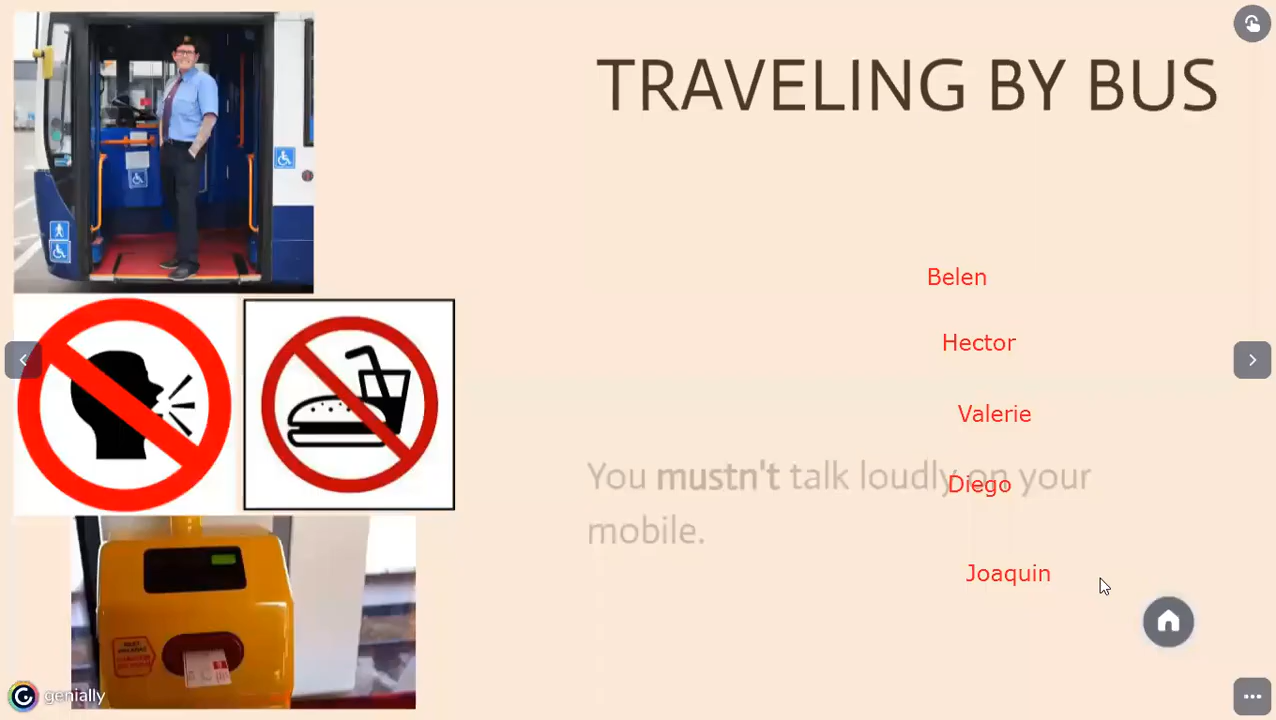 TRAVELING BY BUS
Belen
Hector
Valerie
You mustn't talk loudly on your
Diego
mobile.
Joaquin
genially